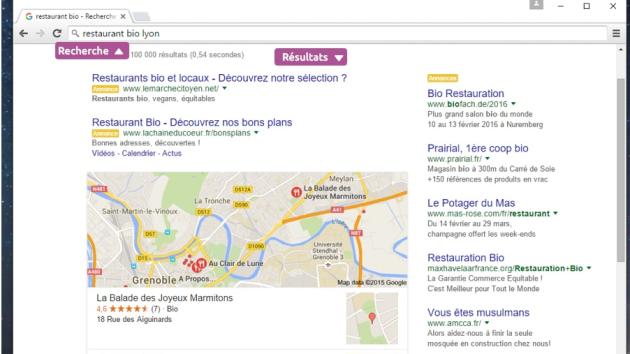 restaurant bio - Recherche
restaurant bio lyon
Recherche
100 000 résultats (0,54 secondes)
Résultats
Restaurants bio et locaux - Découvrez notre sélection ?
Annonce www.lemarchecitoyen.net/
Restaurants bio, vegans, équitables
Restaurant Bio - Découvrez nos bons plans
Annonce www.lachaineducoeur.fr/bonsplans
Bonnes adresses, découvertes !
Vidéos - Calendrier - Actus
N481
D512A
Meylan
La Tronche
La Balade des
Joyeux Marmitons
Saint-Martin-le-Vinoux
D512
D590
A41
D57
D5
D1090
Université
Stendhal -
Grenoble 3
A480
Au Clair de Lune
Grenoble
A Propos...
Map data ©2015 Google
La Balade des Joyeux Marmitons
4,6 (7) · Bio
18 Rue des Aiguinards
Annonces
Bio Restauration
www.biofach.de/2016
Plus grand salon bio du monde
10 au 13 février 2016 à Nuremberg
Prairial, 1ère coop bio
www.prairial.fr/
Magasin bio à 300m du Carré de Soie
+150 références de produits en vrac
Le Potager du Mas
www.mas-rose.com/fr/restaurant
Du 14 février au 29 mars,
champagne offert les week-ends
Restauration Bio
maxhavelaarfrance.org/Restauration+Bio
La Garantie Commerce Equitable !
C'est Meilleur pour Tout le Monde
Vous êtes musulmans
www.amcca.fr/
Alors aidez-nous à finir la seule
mosquée en construction chez nous!